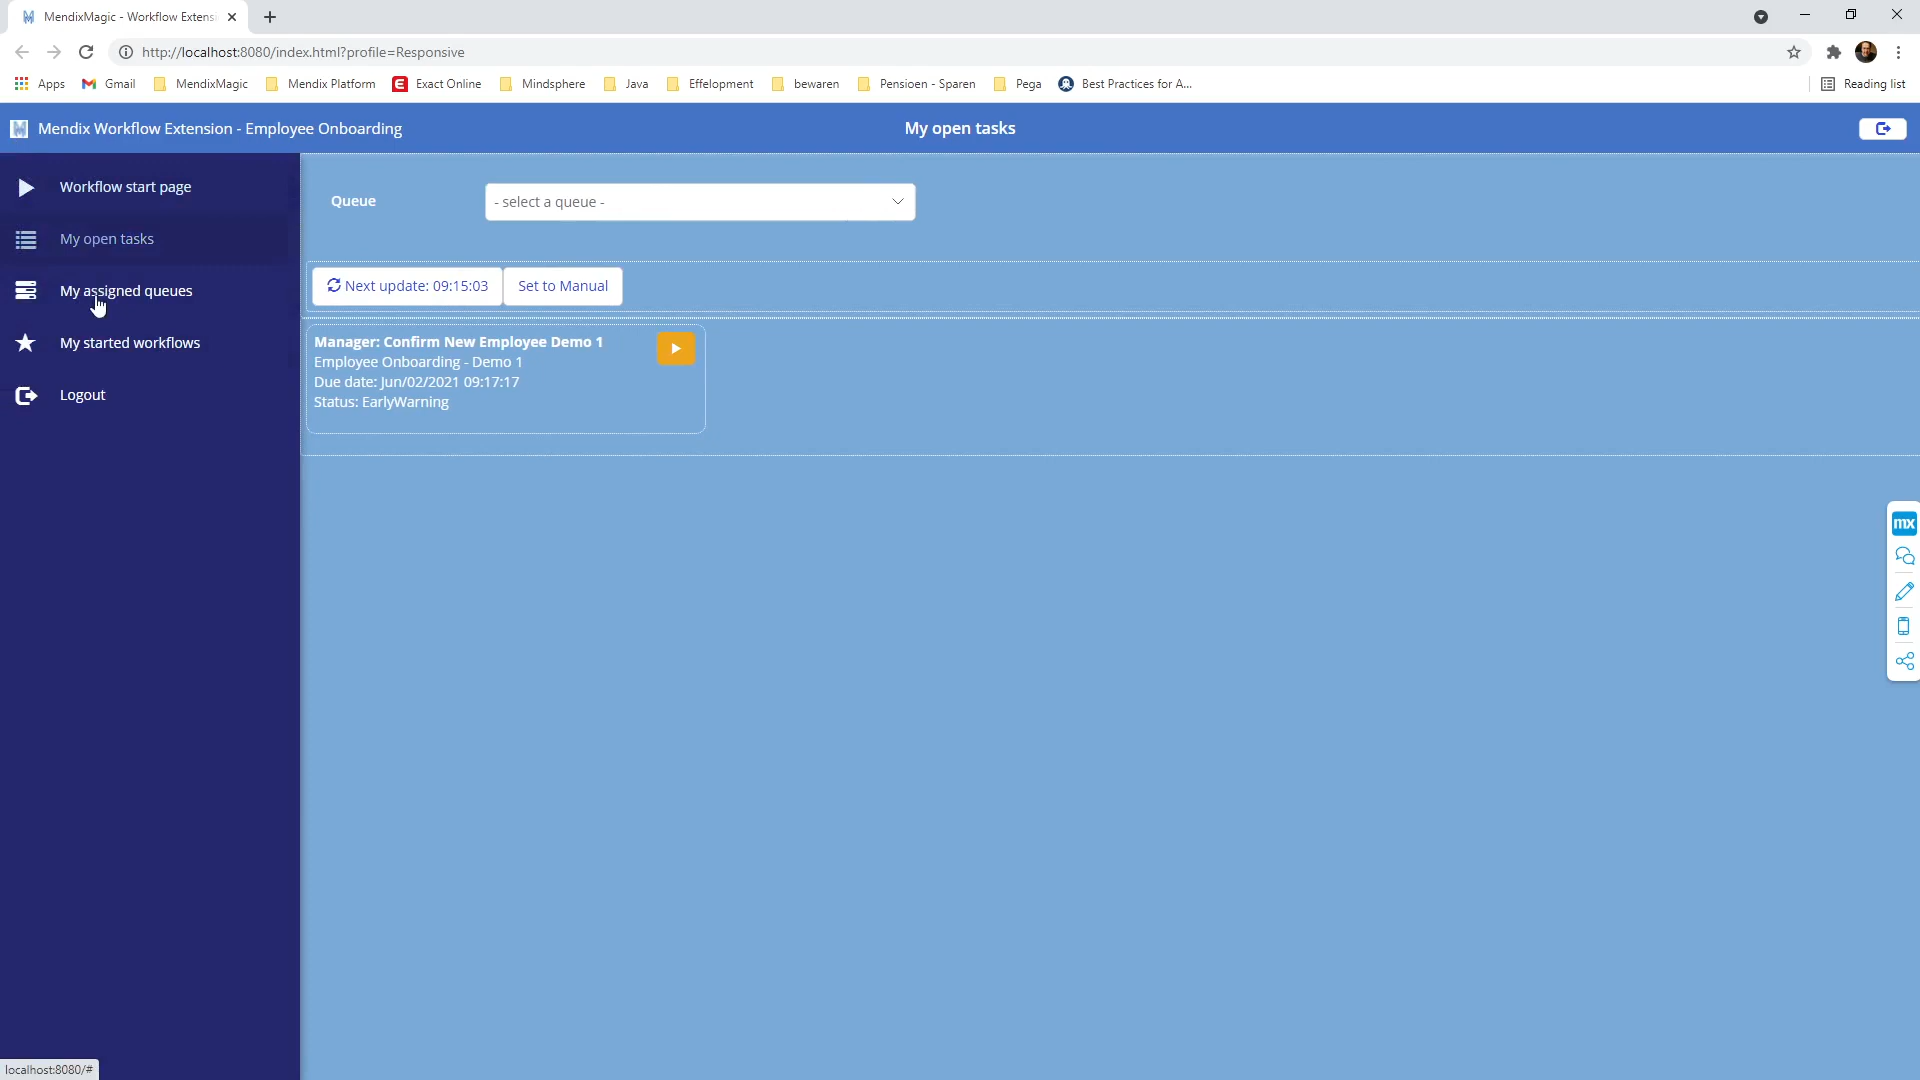 MendixMagic - Workflow Extens
http://localhost:8080/index.html?profile=Responsive
Apps Gmail MendixMagic Mendix Platform Exact Online Mindsphere Java Effelopment bewaren Pensioen - Sparen Pega Best Practices for A... Reading list
Mendix Workflow Extension - Employee Onboarding
My open tasks
Workflow start page
My open tasks
My assigned queues
My started workflows
Logout
Queue
- select a queue -
Next update: 09:15:03
Set to Manual
Manager: Confirm New Employee Demo 1
Employee Onboarding - Demo 1
Due date: Jun/02/2021 09:17:17
Status: EarlyWarning
mx
localhost:8080/#